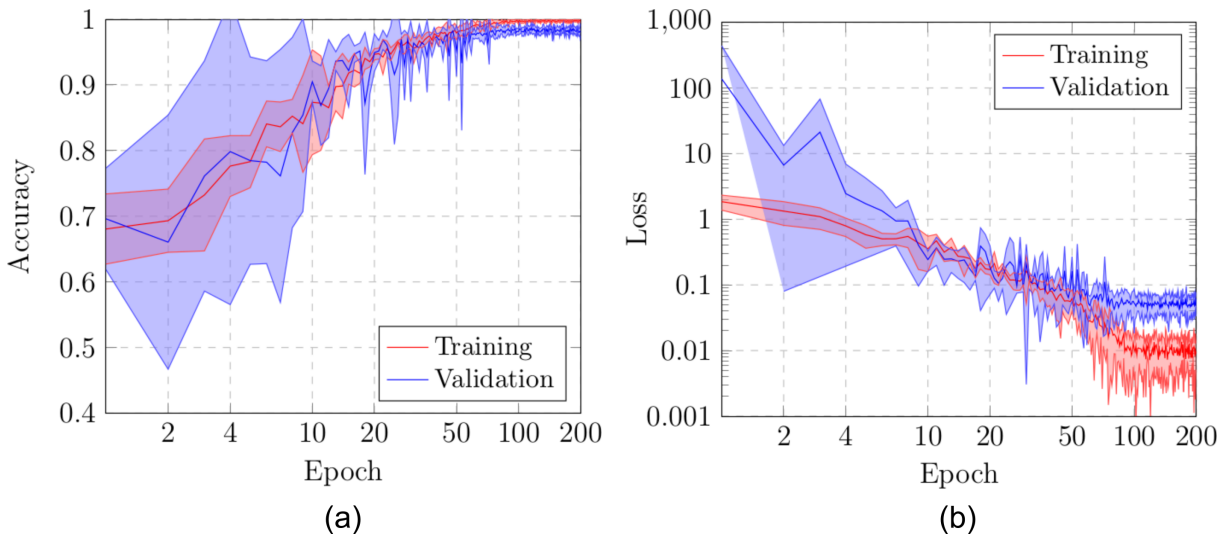 1
0.9
0.8
0.7
0.6
0.5
0.4
2 4 10 20 50 100 200
Accuracy
Epoch
Training
Validation
(a)
1,000
100
10
1
0.1
0.01
0.001
2 4 10 20 50 100 200
Loss
Epoch
Training
Validation
(b)